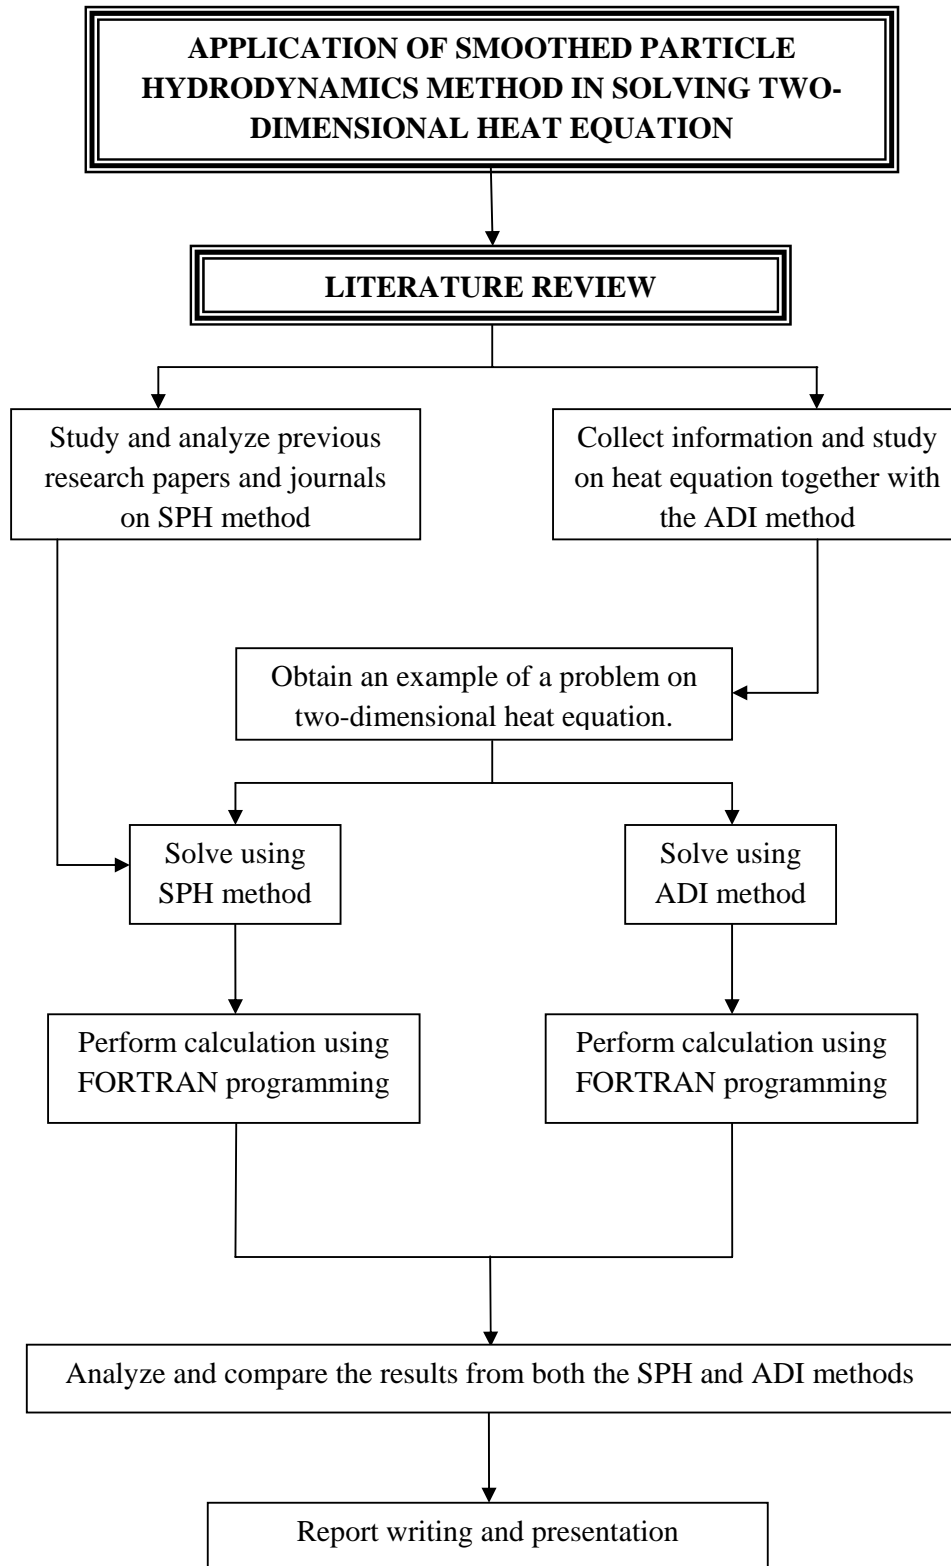 APPLICATION OF SMOOTHED PARTICLE
HYDRODYNAMICS METHOD IN SOLVING TWO-
DIMENSIONAL HEAT EQUATION
LITERATURE REVIEW
Study and analyze previous
research papers and journals
on SPH method
Collect information and study
on heat equation together with
the ADI method
Obtain an example of a problem on
two-dimensional heat equation.
Solve using
SPH method
Solve using
ADI method
Perform calculation using
FORTRAN programming
Perform calculation using
FORTRAN programming
Analyze and compare the results from both the SPH and ADI methods
Report writing and presentation